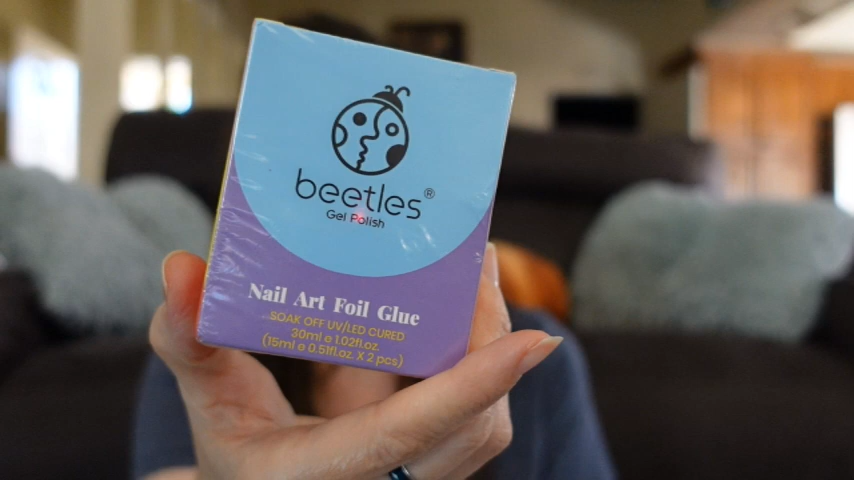 beetles®
Gel Polish
Nail Art Foil Glue
SOAK OFF UV/LED CURED
30ml e 1.02fl.oz.
(15ml e 0.51fl.oz. X 2 pcs)